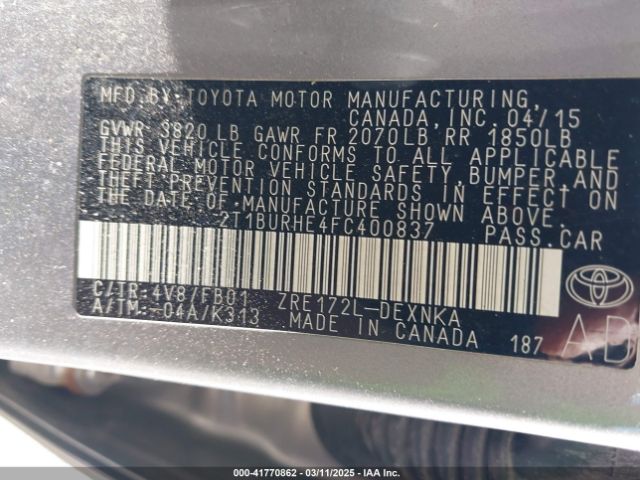 MFD.BY:TOYOTA MOTOR MANUFACTURING,
CANADA, INC. 04/15
GVWR 3820 LB GAWR FR 2070LB, RR 1850LB
THIS VEHICLE CONFORMS TO ALL APPLICABLE
FEDERAL MOTOR VEHICLE SAFETY, BUMPER, AND
THEFT PREVENTION STANDARDS IN EFFECT ON
THE DATE OF MANUFACTURE SHOWN ABOVE.
2T1BURHE4FC400837 PASS.CAR
C/TR:4V8/FB01 ZRE172L-DEXNKA
A/TM:-04A/K313 MADE IN CANADA 187
AD
000-41770862 - 03/11/2025 - IAA Inc.